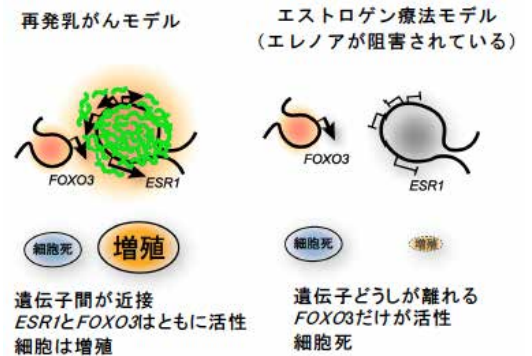 再発乳がんモデル
FOXO3
ESR1
細胞死
増殖
遺伝子間が近接
ESR1とFOXO3はともに活性
細胞は増殖
エストロゲン療法モデル
(エレノアが阻害されている)
FOXO3
ESR1
細胞死
増殖
遺伝子どうしが離れる
FOXO3だけが活性
細胞死